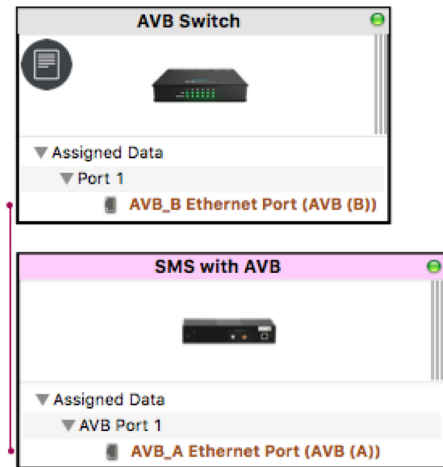 AVB Switch
Assigned Data
Port 1
AVB_B Ethernet Port (AVB (B))
SMS with AVB
Assigned Data
AVB Port 1
AVB_A Ethernet Port (AVB (A))